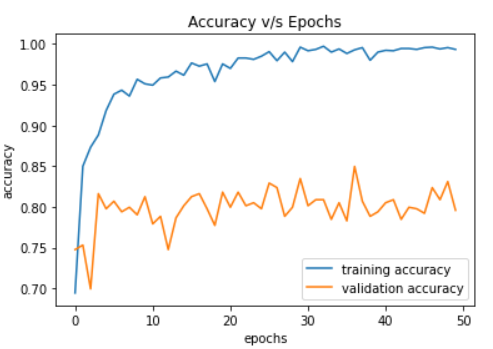 Accuracy v/s Epochs
1.00
0.95
0.90
0.85
0.80
0.75
0.70
accuracy
training accuracy
validation accuracy
0 10 20 30 40 50
epochs